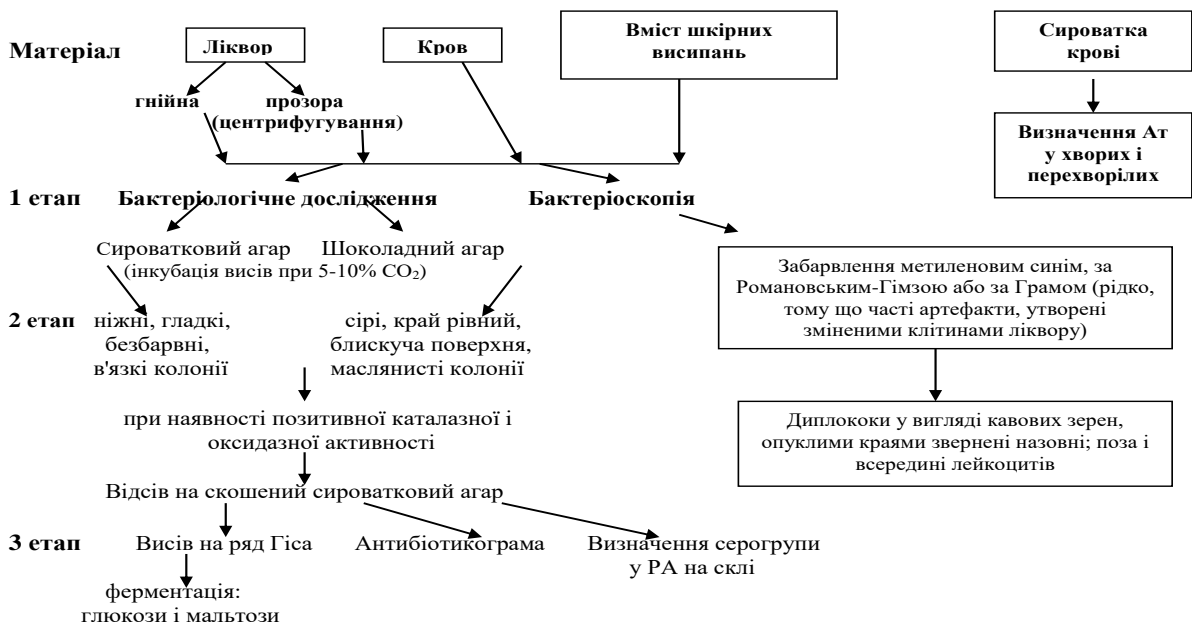 Матеріал
Ліквор
Кров
Вміст шкірних
висипань
Сироватка
крові
гнійна
прозора
(центрифугування)
Визначення Ат
у хворих і
перехворілих
1 етап
Бактеріологічне дослідження
Бактеріоскопія
Сироватковий агар
Шоколадний агар
(інкубація висів при 5-10% CO₂)
Забарвлення метиленовим синім, за
Романовським-Гімзою або за Грамом (рідко,
тому що часті артефакти, утворені
зміненими клітинами ліквору)
2 етап
ніжні, гладкі,
безбарвні,
в'язкі колонії
сірі, край рівний,
блискуча поверхня,
маслянисті колонії
при наявності позитивної каталазної і
оксидазної активності
Диплококи у вигляді кавових зерен,
опуклими краями звернені назовні; поза і
всередині лейкоцитів
Відсів на скошений сироватковий агар
3 етап
Висів на ряд Гіса
Антибіотикограма
Визначення серогрупи
у РА на склі
ферментація:
глюкози і мальтози